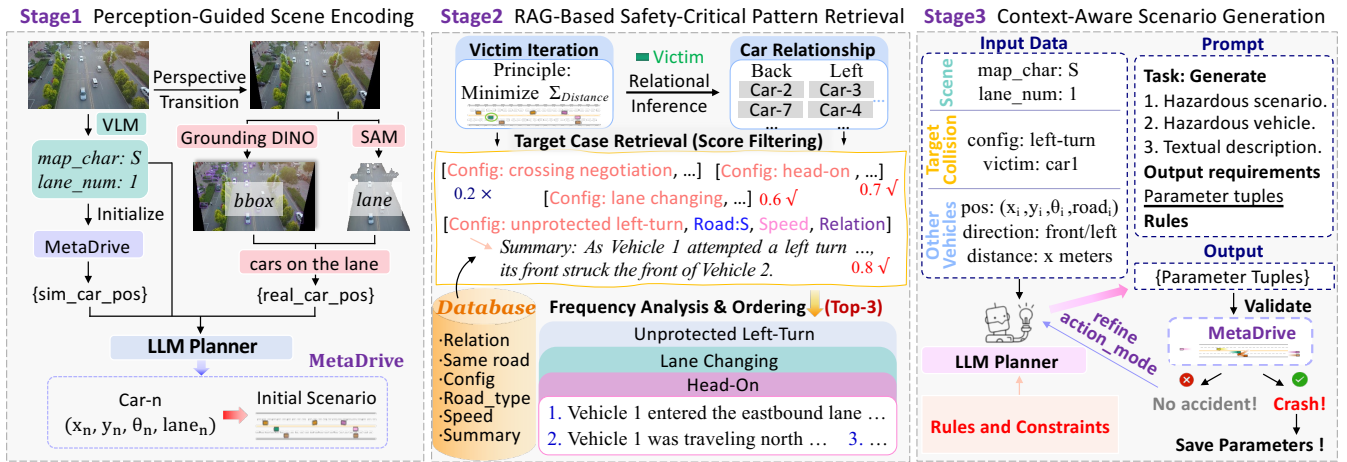 Stage1 Perception-Guided Scene Encoding
Perspective
Transition
VLM
Grounding DINO
SAM
map_char: S
lane_num: 1
bbox
lane
Initialize
MetaDrive
cars on the lane
{sim_car_pos}
{real_car_pos}
LLM Planner
MetaDrive
Car-n
(xn, yn, θn, lanen)
Initial Scenario
Stage2 RAG-Based Safety-Critical Pattern Retrieval
Victim Iteration
Principle:
Minimize ΣDistance
Victim
Relational
Inference
Car Relationship
Back Left
Car-2 Car-3
Car-7 Car-4
... ...
...
Target Case Retrieval (Score Filtering)
[Config: crossing negotiation, ...] [Config: head-on , ...]
0.2 × [Config: lane changing, ...] 0.6 √ 0.7 √
[Config: unprotected left-turn, Road:S, Speed, Relation]
Summary: As Vehicle 1 attempted a left turn ...,
its front struck the front of Vehicle 2.
0.8 √
Database
·Relation
·Same road
·Config
·Road_type
·Speed
·Summary
Frequency Analysis & Ordering (Top-3)
Unprotected Left-Turn
Lane Changing
Head-On
1. Vehicle 1 entered the eastbound lane ...
2. Vehicle 1 was traveling north ... 3. ...
Stage3 Context-Aware Scenario Generation
Input Data
Scene
map_char: S
lane_num: 1
Target
Collision
config: left-turn
victim: car1
Other
Vehicles
pos: (xi,yi,θi,roadi)
direction: front/left
distance: x meters
Prompt
Task: Generate
1. Hazardous scenario.
2. Hazardous vehicle.
3. Textual description.
Output requirements
Parameter tuples
Rules
Output
{Parameter Tuples}
Validate
MetaDrive
refine
action_mode
LLM Planner
Rules and Constraints
No accident!
Crash!
Save Parameters !